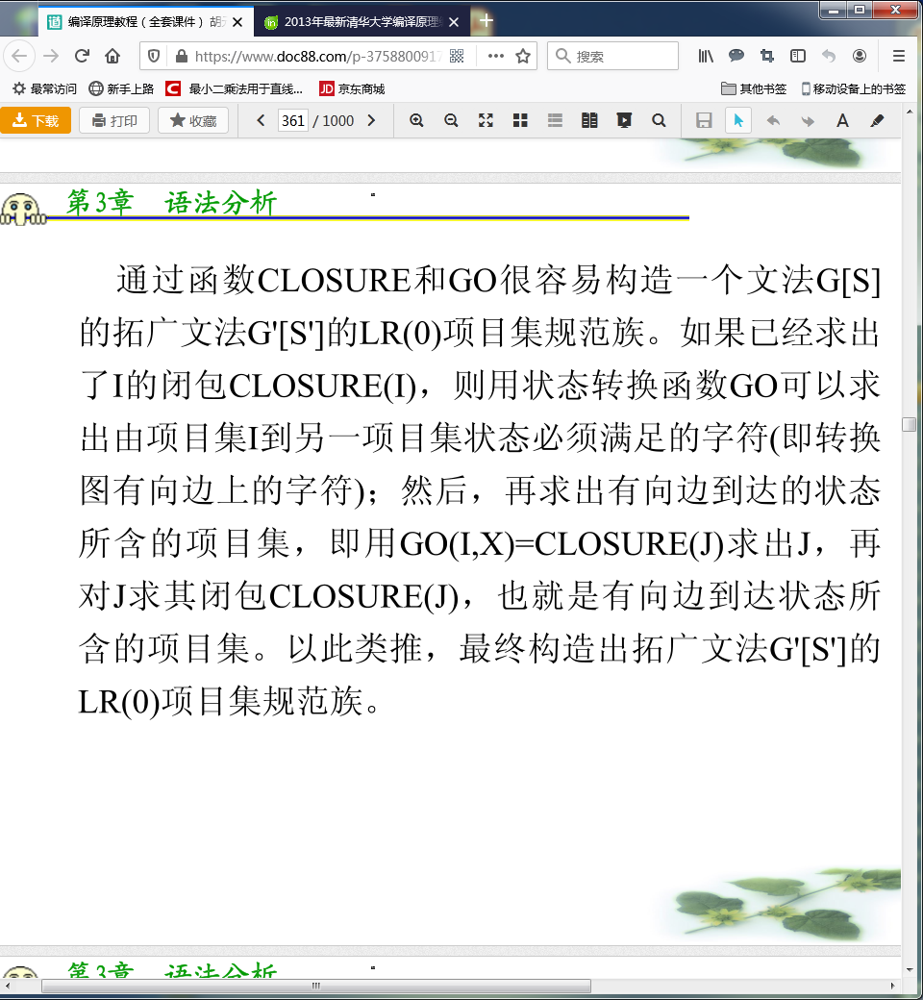 编译原理教程（全套课件）胡
2013年最新清华大学编译原理
https://www.doc88.com/p-3758800917
搜索
最常访问
新手上路
最小二乘法用于直线...
JD 京东商城
其他书签
移动设备上的书签
下载
打印
收藏
361 / 1000
第3章 语法分析
通过函数CLOSURE和GO很容易构造一个文法G[S]
的拓广文法G'[S']的LR(0)项目集规范族。如果已经求出
了I的闭包CLOSURE(I)，则用状态转换函数GO可以求
出由项目集I到另一项目集状态必须满足的字符(即转换
图有向边上的字符)；然后，再求出有向边到达的状态
所含的项目集，即用GO(I,X)=CLOSURE(J)求出J，再
对J求其闭包CLOSURE(J)，也就是有向边到达状态所
含的项目集。以此类推，最终构造出拓广文法G'[S']的
LR(0)项目集规范族。
第3章 语法分析